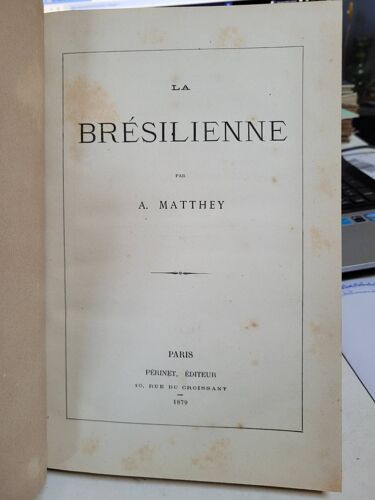 LA
BRÉSILIENNE
PAR
A. MATTHEY
PARIS
PÉRINET, ÉDITEUR
10, RUE DU CROISSANT
1879